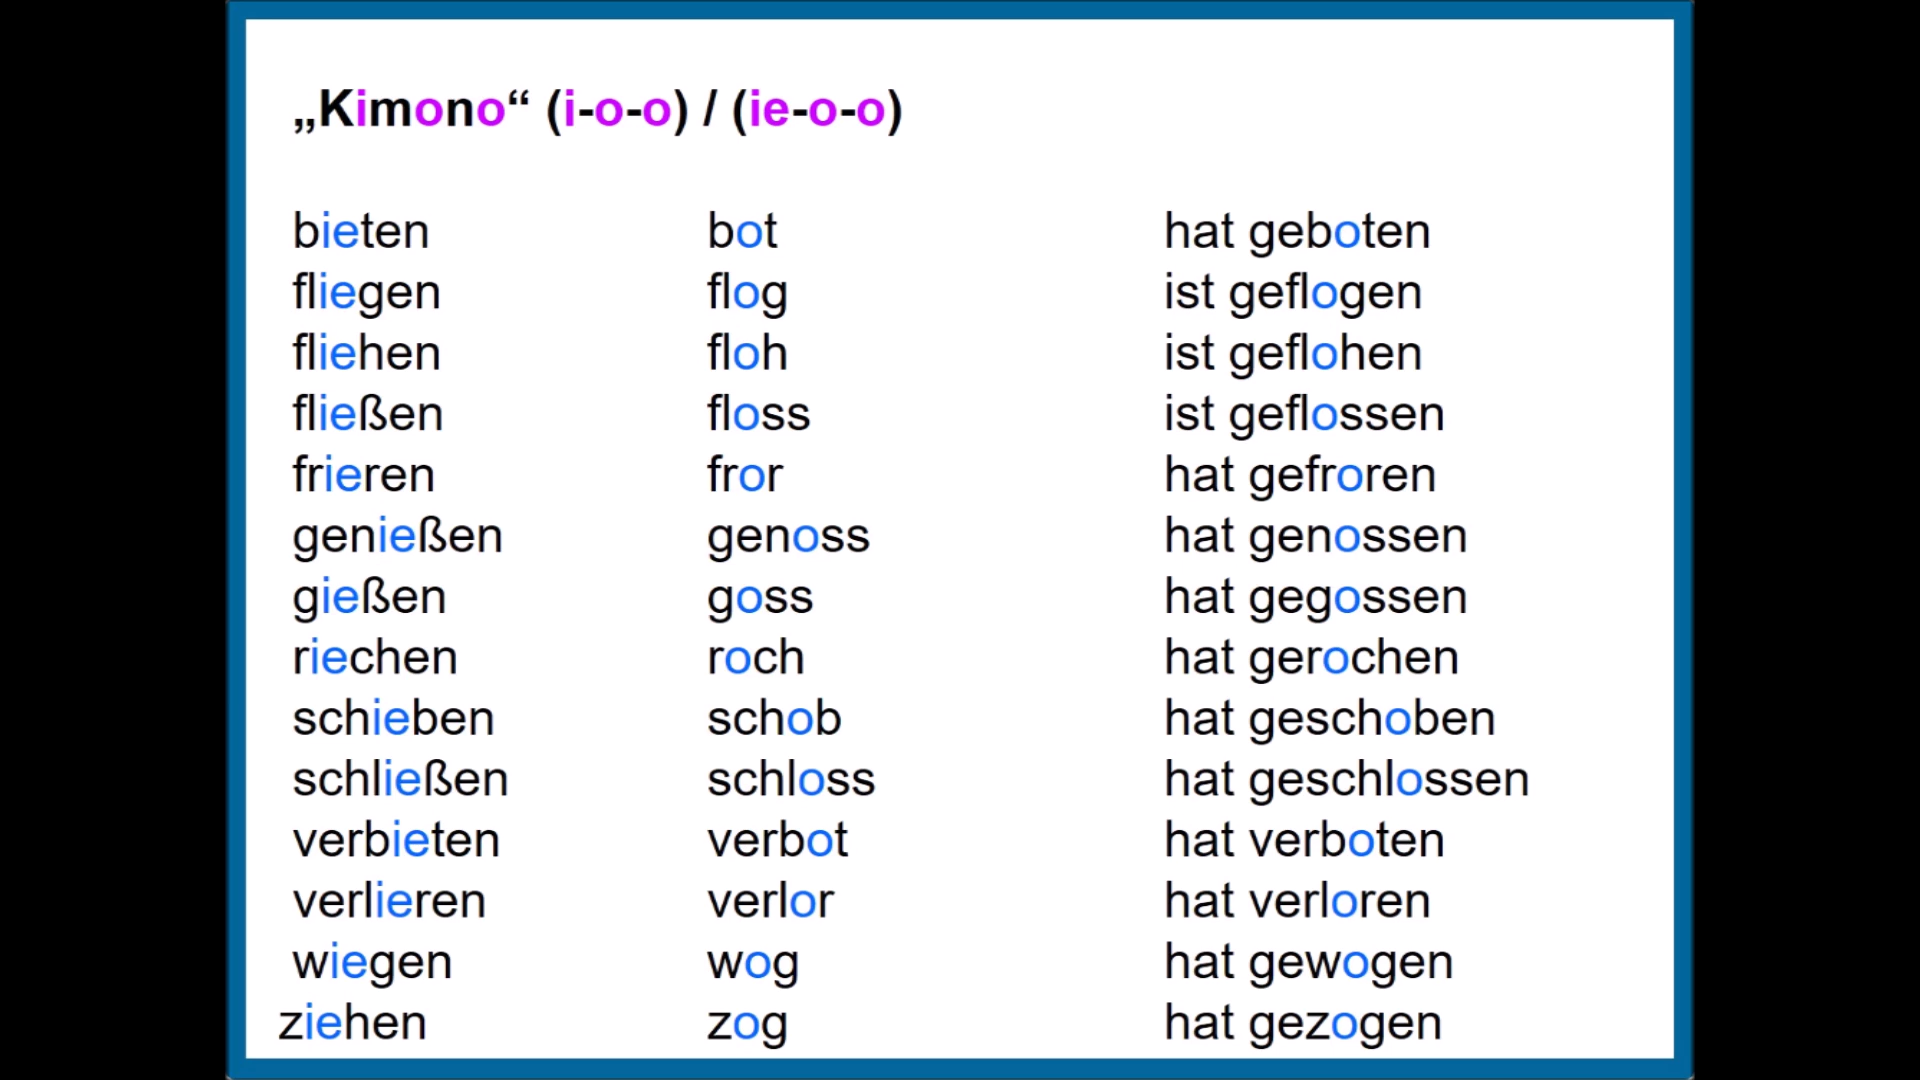 „Kimono“ (i-o-o) / (ie-o-o)
bieten bot hat geboten
fliegen flog ist geflogen
fliehen floh ist geflohen
fließen floss ist geflossen
frieren fror hat gefroren
genießen genoss hat genossen
gießen goss hat gegossen
riechen roch hat gerochen
schieben schob hat geschoben
schließen schloss hat geschlossen
verbieten verbot hat verboten
verlieren verlor hat verloren
wiegen wog hat gewogen
ziehen zog hat gezogen